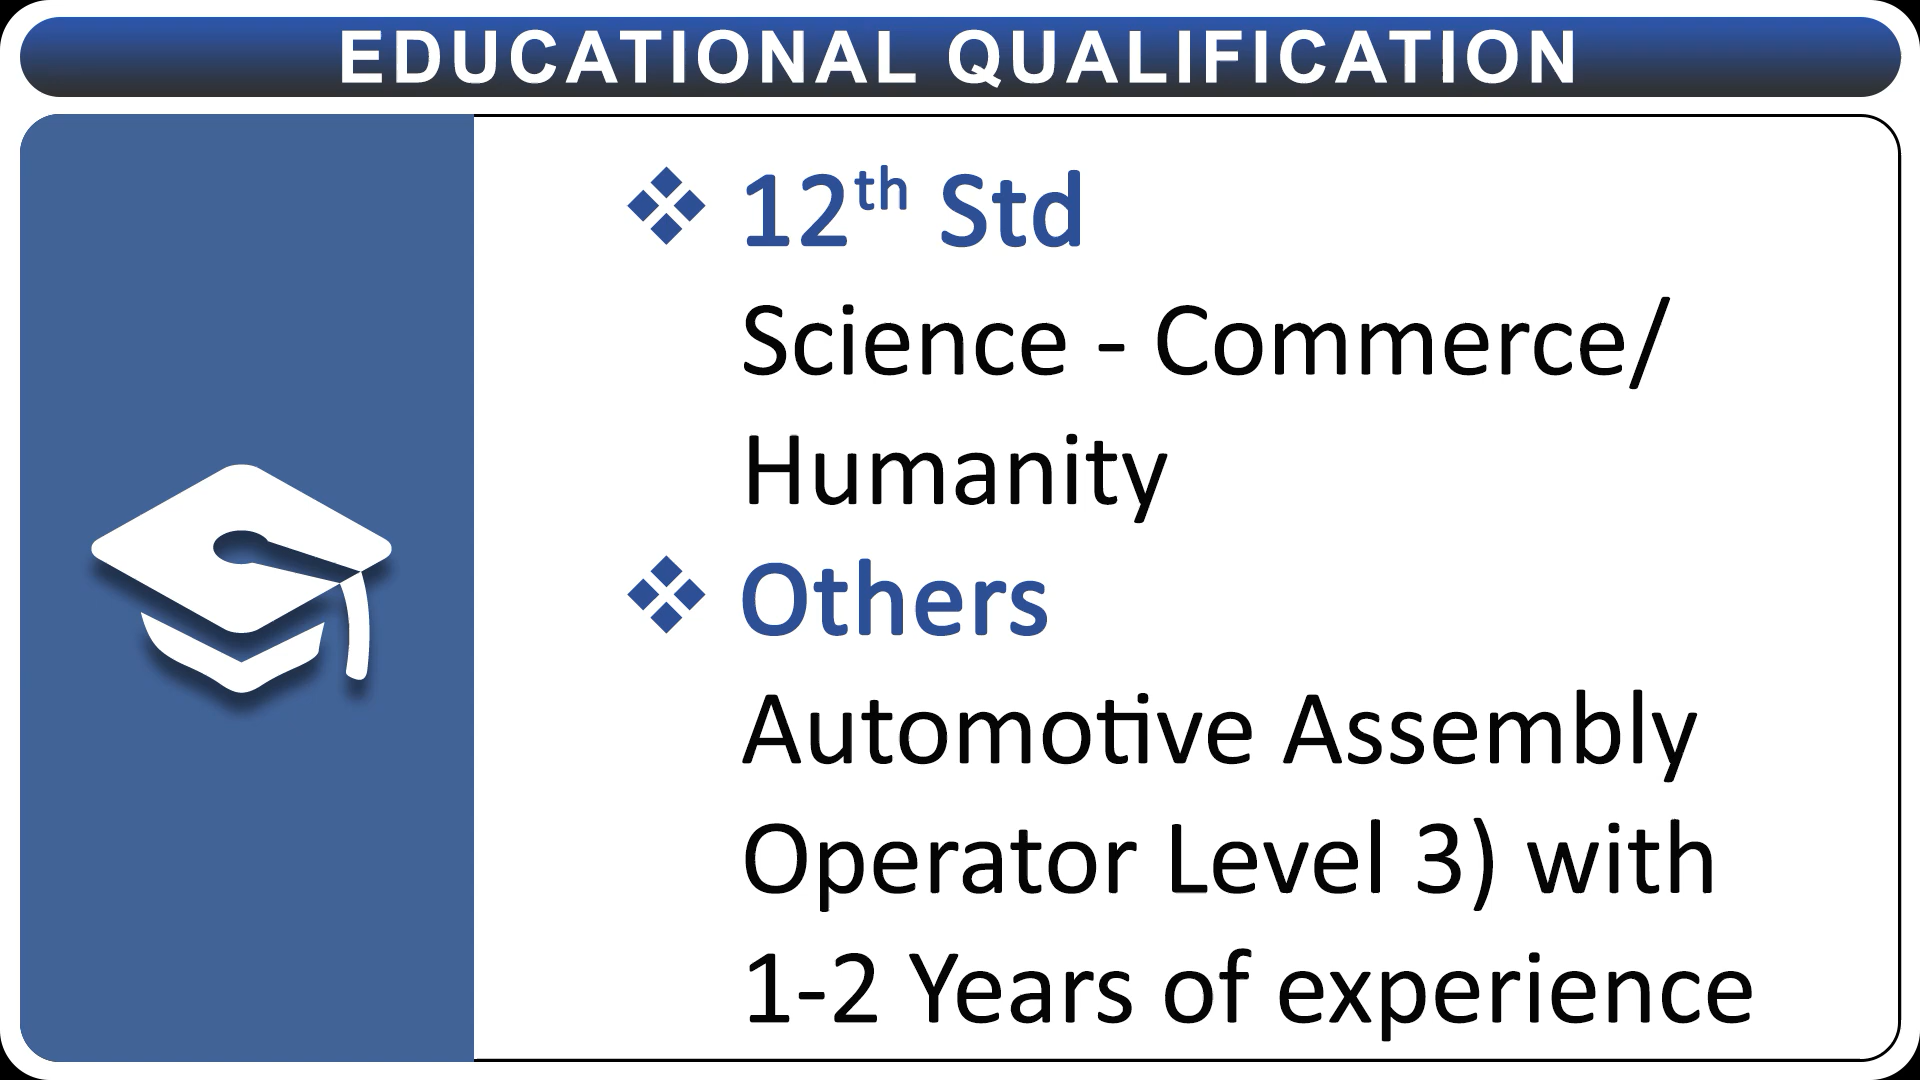 EDUCATIONAL QUALIFICATION
❖ 12th Std
Science - Commerce/
Humanity
❖ Others
Automotive Assembly
Operator Level 3) with
1-2 Years of experience